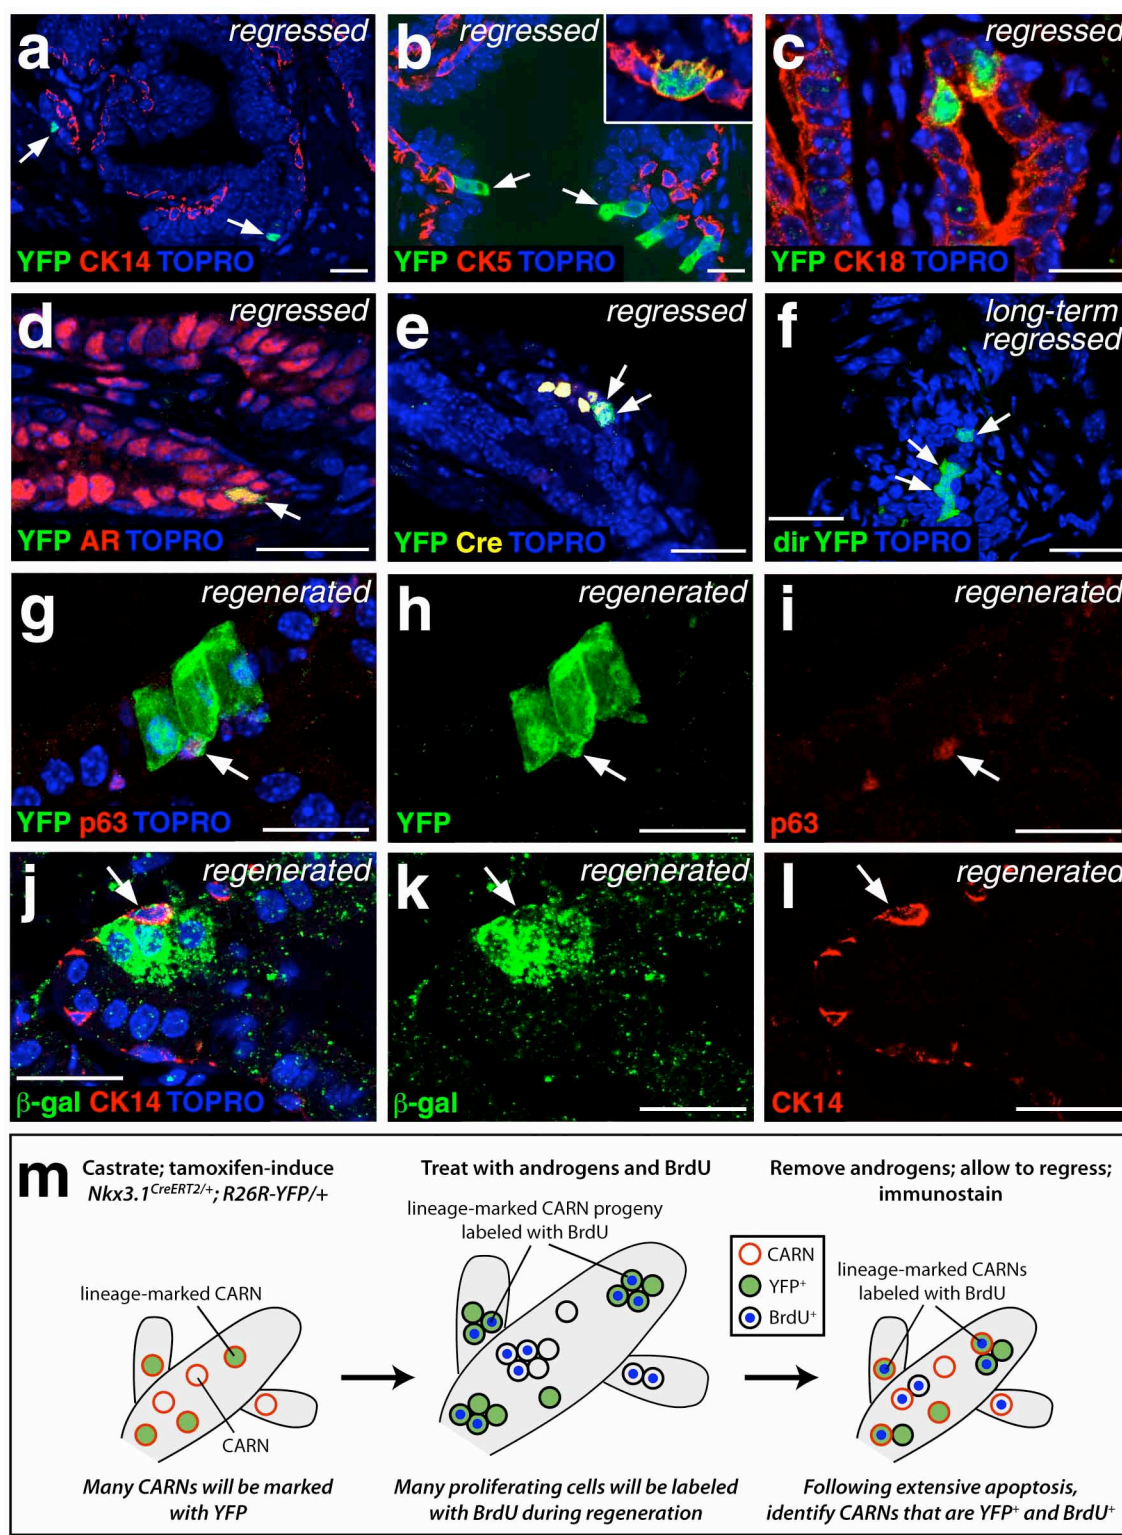 a
regressed
YFP CK14 TOPRO
b
regressed
YFP CK5 TOPRO
c
regressed
YFP CK18 TOPRO
d
regressed
YFP AR TOPRO
e
regressed
YFP Cre TOPRO
f
long-term
regressed
dir YFP TOPRO
g
regenerated
YFP p63 TOPRO
h
regenerated
YFP
i
regenerated
p63
j
regenerated
β-gal CK14 TOPRO
k
regenerated
β-gal
l
regenerated
CK14
m
Castrate; tamoxifen-induce
Nkx3.1CreERT2/+; R26R-YFP/+
lineage-marked CARN
CARN
Many CARNs will be marked
with YFP
Treat with androgens and BrdU
lineage-marked CARN progeny
labeled with BrdU
Many proliferating cells will be labeled
with BrdU during regeneration
Remove androgens; allow to regress;
immunostain
CARN
YFP+
BrdU+
lineage-marked CARNs
labeled with BrdU
Following extensive apoptosis,
identify CARNs that are YFP+ and BrdU+